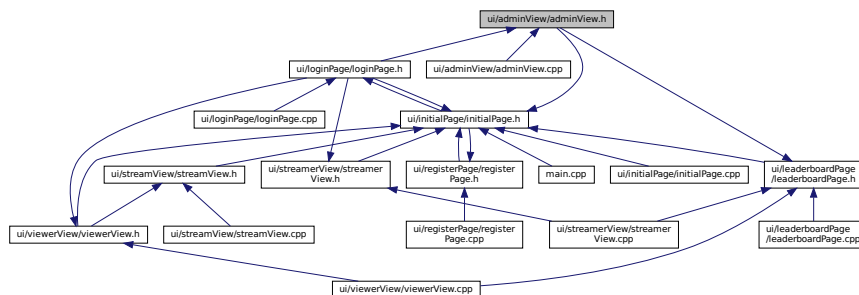 ui/adminView/adminView.h
ui/loginPage/loginPage.h
ui/adminView/adminView.cpp
ui/loginPage/loginPage.cpp
ui/initialPage/initialPage.h
ui/streamView/streamView.h
ui/streamerView/streamer
View.h
ui/registerPage/register
Page.h
main.cpp
ui/initialPage/initialPage.cpp
ui/leaderboardPage
/leaderboardPage.h
ui/viewerView/viewerView.h
ui/streamView/streamView.cpp
ui/registerPage/register
Page.cpp
ui/streamerView/streamer
View.cpp
ui/leaderboardPage
/leaderboardPage.cpp
ui/viewerView/viewerView.cpp